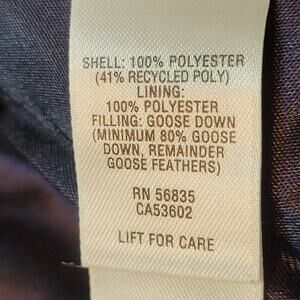 SHELL: 100% POLYESTER
(41% RECYCLED POLY)
LINING:
100% POLYESTER
FILLING: GOOSE DOWN
(MINIMUM 80% GOOSE
DOWN, REMAINDER
GOOSE FEATHERS)
RN 56835
CA53602
LIFT FOR CARE